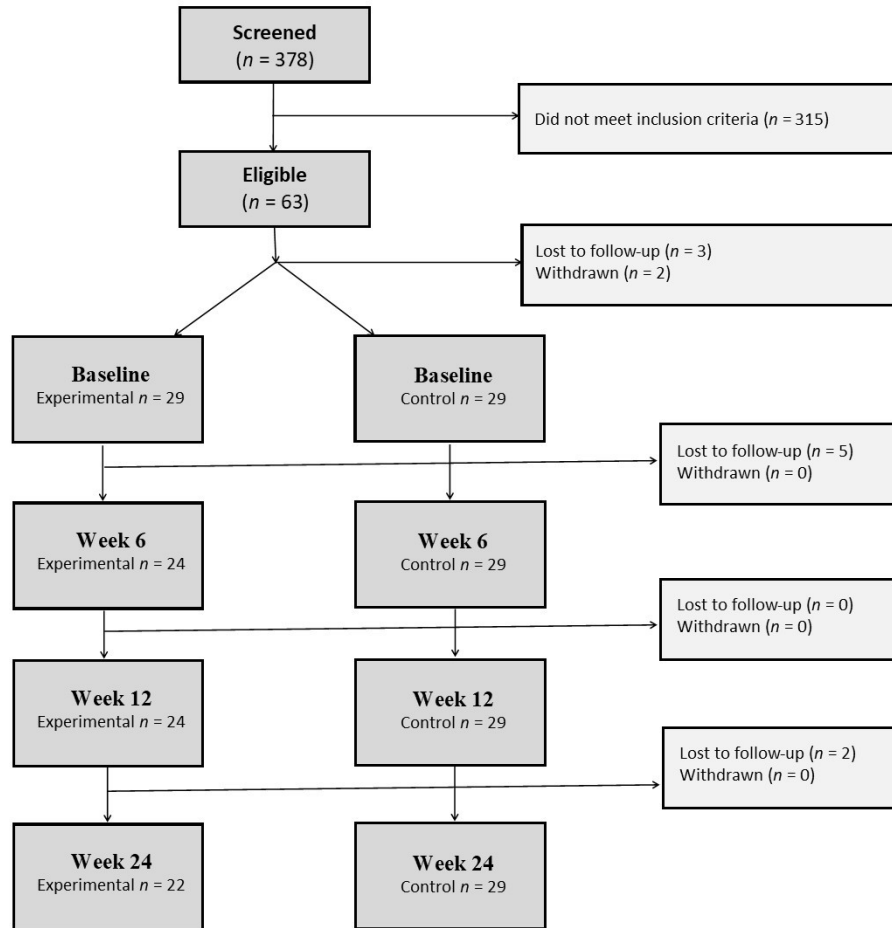 Screened
(n = 378)
Did not meet inclusion criteria (n = 315)
Eligible
(n = 63)
Lost to follow-up (n = 3)
Withdrawn (n = 2)
Baseline
Experimental n = 29
Baseline
Control n = 29
Lost to follow-up (n = 5)
Withdrawn (n = 0)
Week 6
Experimental n = 24
Week 6
Control n = 29
Lost to follow-up (n = 0)
Withdrawn (n = 0)
Week 12
Experimental n = 24
Week 12
Control n = 29
Lost to follow-up (n = 2)
Withdrawn (n = 0)
Week 24
Experimental n = 22
Week 24
Control n = 29